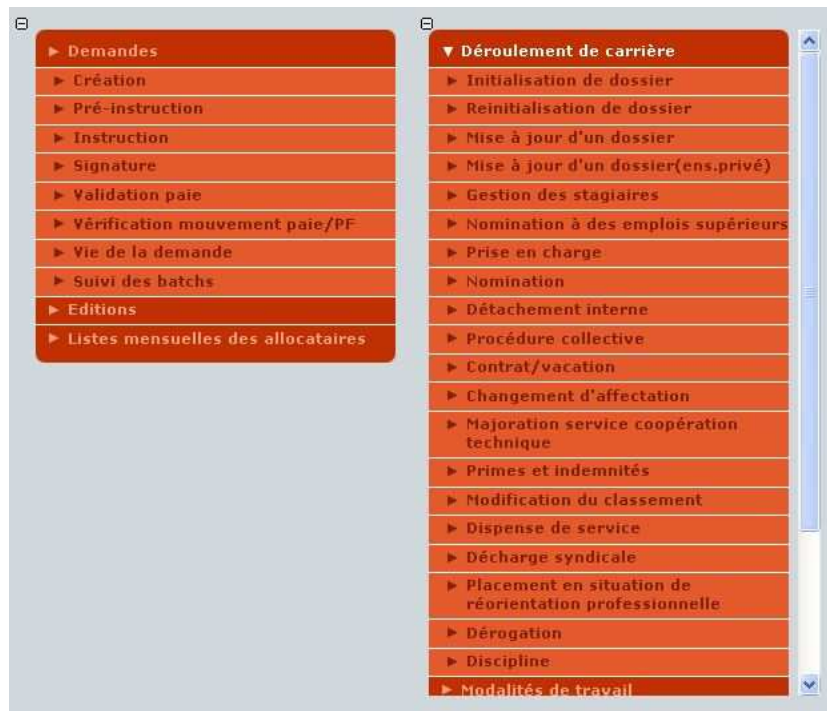 Demandes
Création
Pré-instruction
Instruction
Signature
Validation paie
Vérification mouvement paie/PF
Vie de la demande
Suivi des batchs
Editions
Listes mensuelles des allocataires
Déroulement de carrière
Initialisation de dossier
Reinitialisation de dossier
Mise à jour d'un dossier
Mise à jour d'un dossier(ens.privé)
Gestion des stagiaires
Nomination à des emplois supérieurs
Prise en charge
Nomination
Détachement interne
Procédure collective
Contrat/vacation
Changement d'affectation
Majoration service coopération
technique
Primes et indemnités
Modification du classement
Dispense de service
Décharge syndicale
Placement en situation de
réorientation professionnelle
Dérogation
Discipline
Modalités de travail